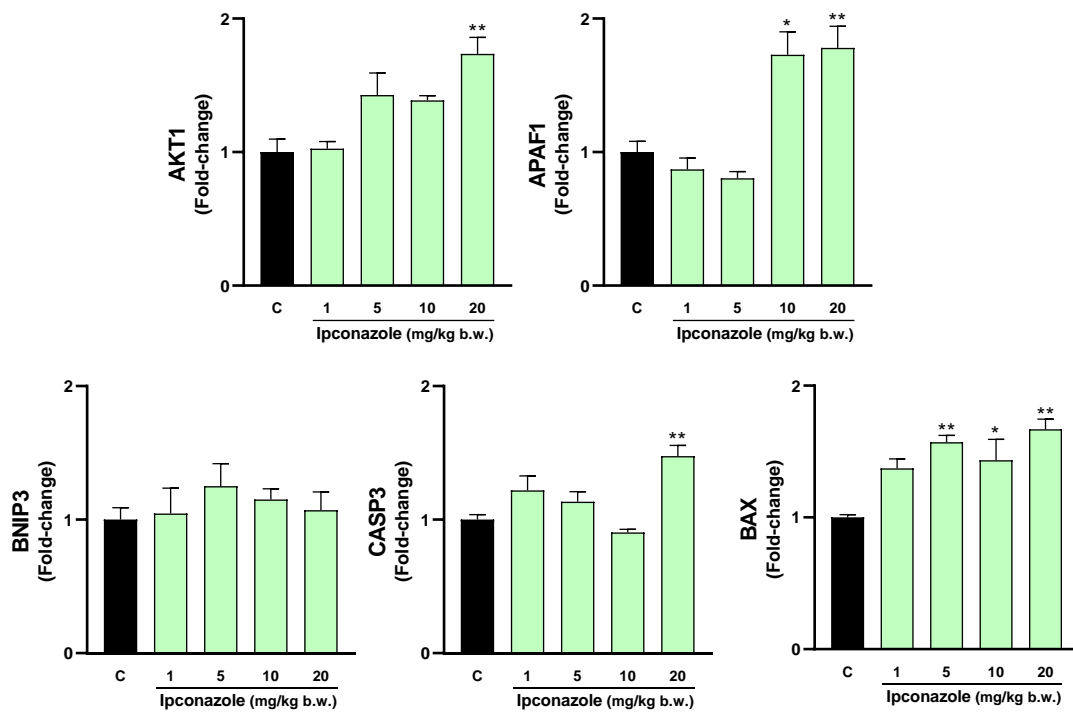 AKT1
(Fold-change)
2
1
0
**
C 1 5 10 20
Ipconazole (mg/kg b.w.)
APAF1
(Fold-change)
2
1
0
* **
C 1 5 10 20
Ipconazole (mg/kg b.w.)
BNIP3
(Fold-change)
2
1
0
C 1 5 10 20
Ipconazole (mg/kg b.w.)
CASP3
(Fold-change)
2
1
0
**
C 1 5 10 20
Ipconazole (mg/kg b.w.)
BAX
(Fold-change)
2
1
0
** * **
C 1 5 10 20
Ipconazole (mg/kg b.w.)